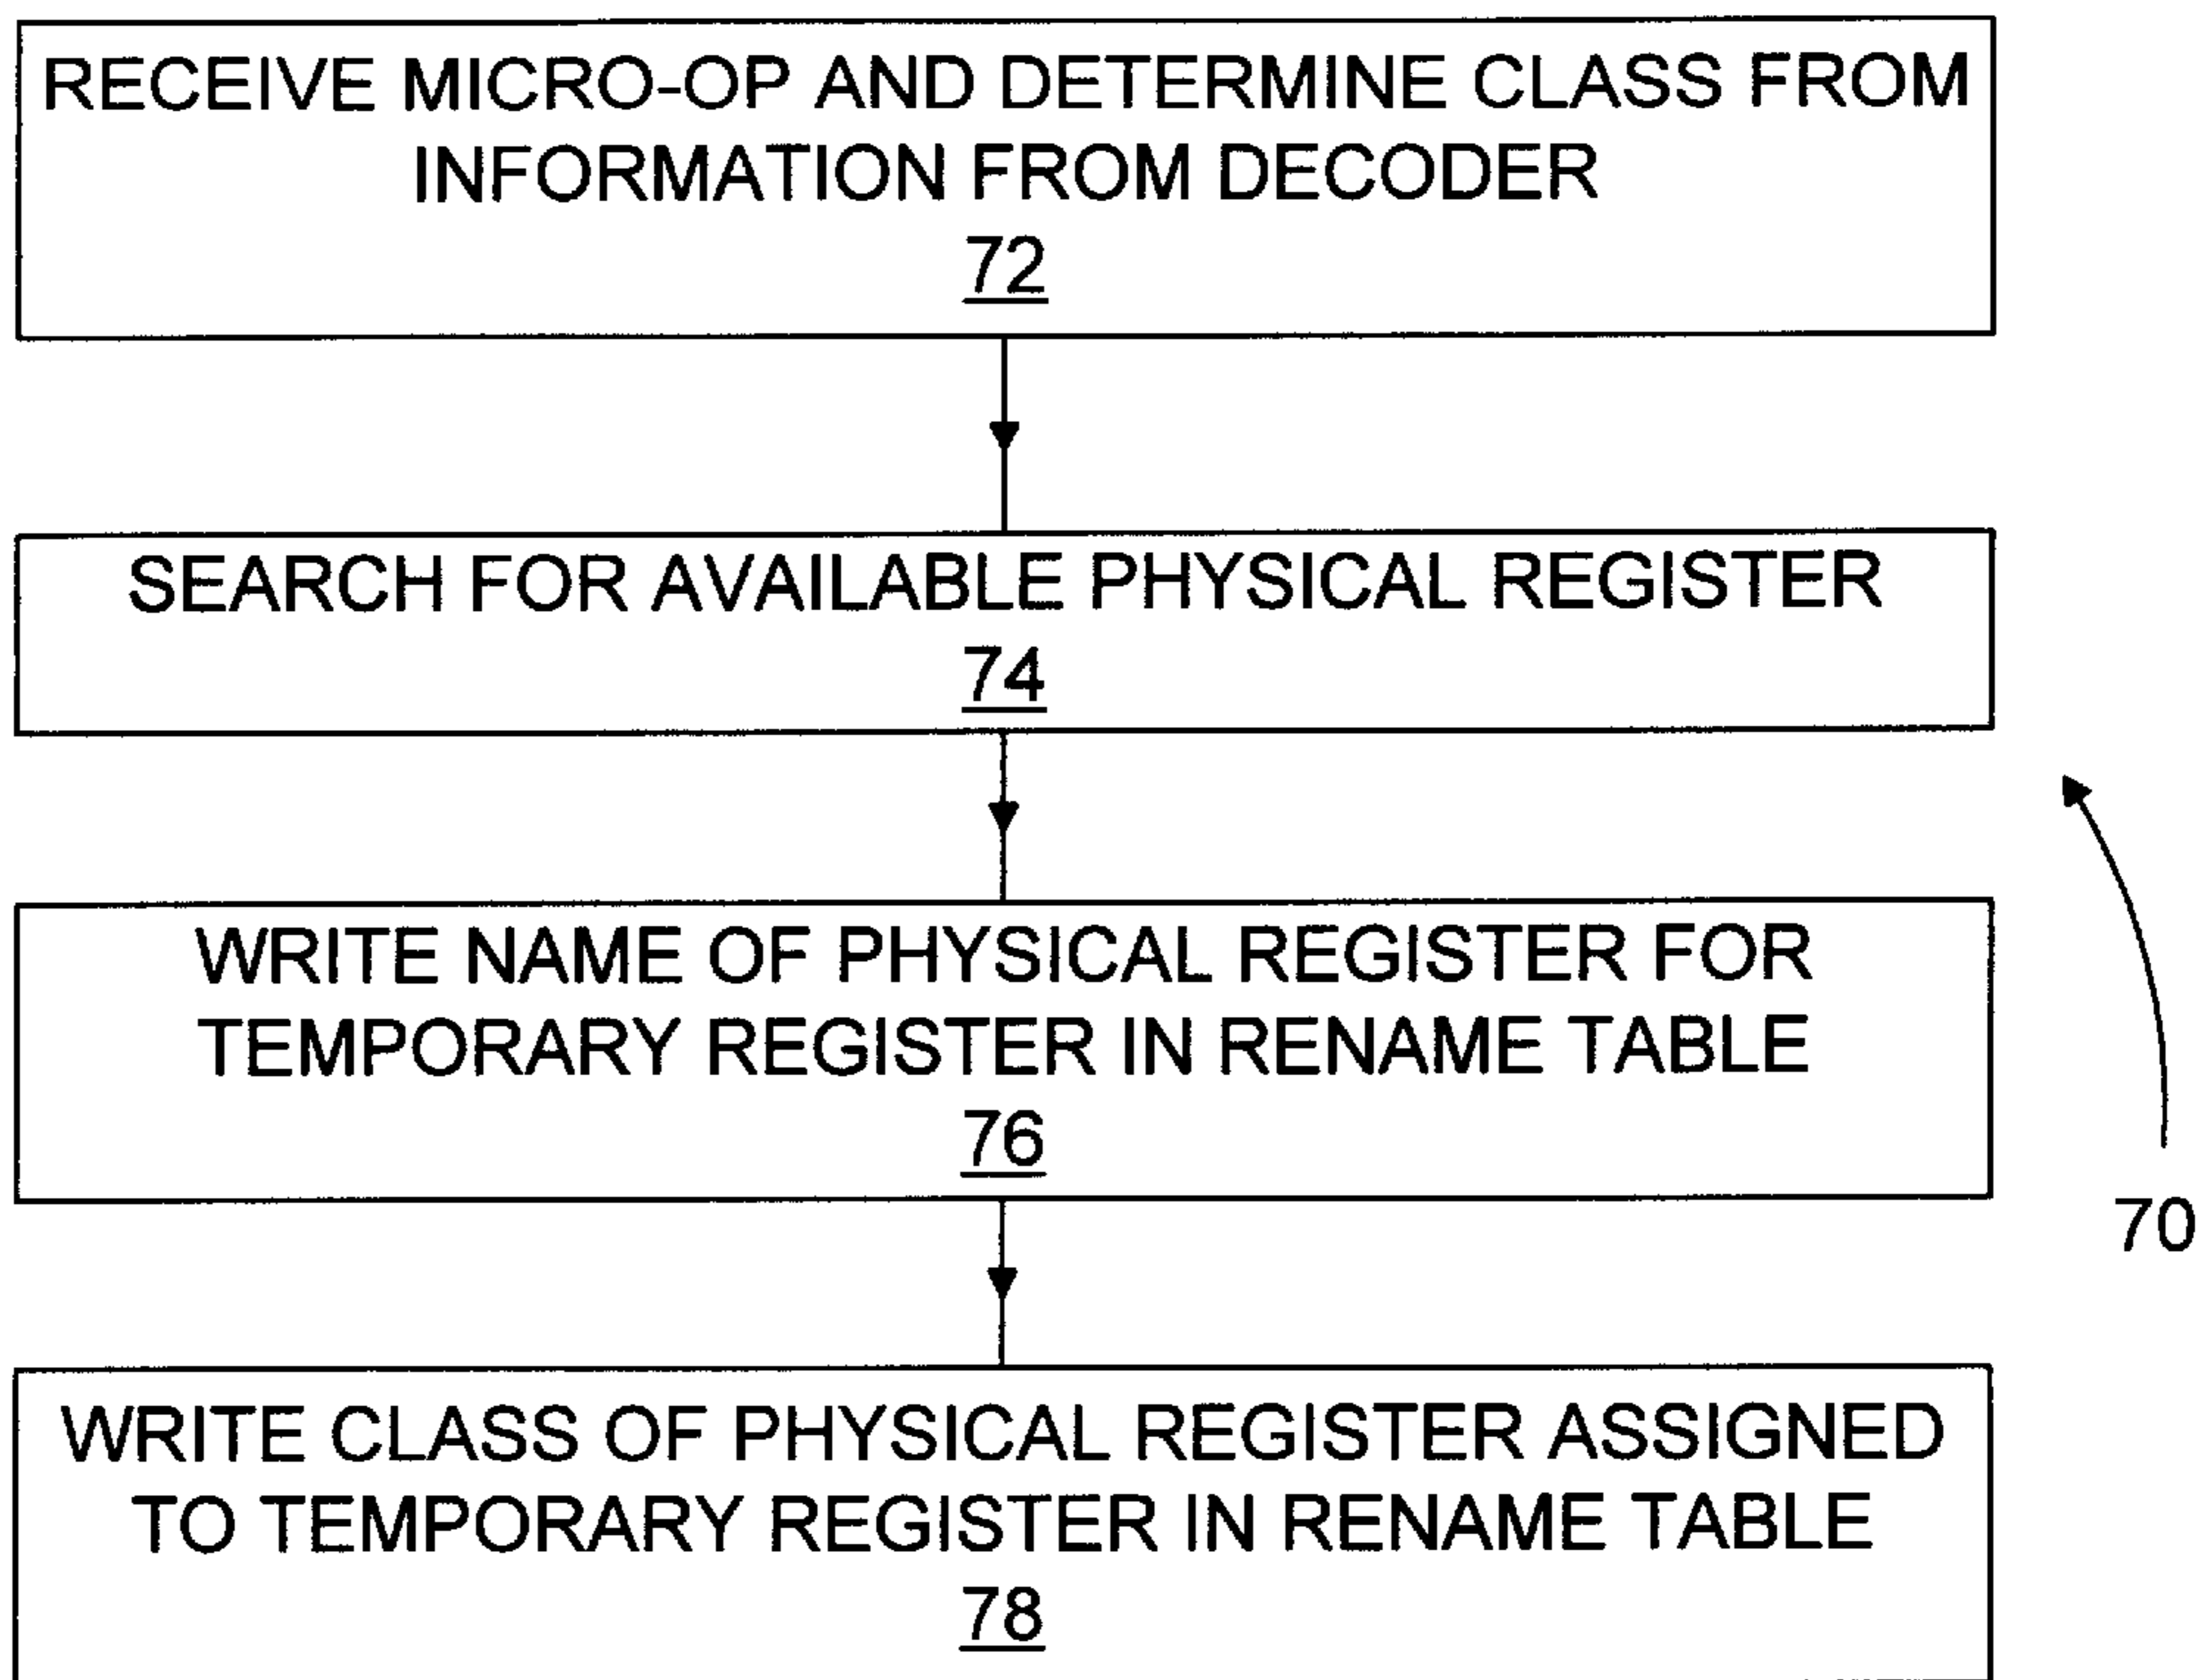 RECEIVE MICRO-OP AND DETERMINE CLASS FROM
INFORMATION FROM DECODER
72
SEARCH FOR AVAILABLE PHYSICAL REGISTER
74
WRITE NAME OF PHYSICAL REGISTER FOR
TEMPORARY REGISTER IN RENAME TABLE
76
70
WRITE CLASS OF PHYSICAL REGISTER ASSIGNED
TO TEMPORARY REGISTER IN RENAME TABLE
78